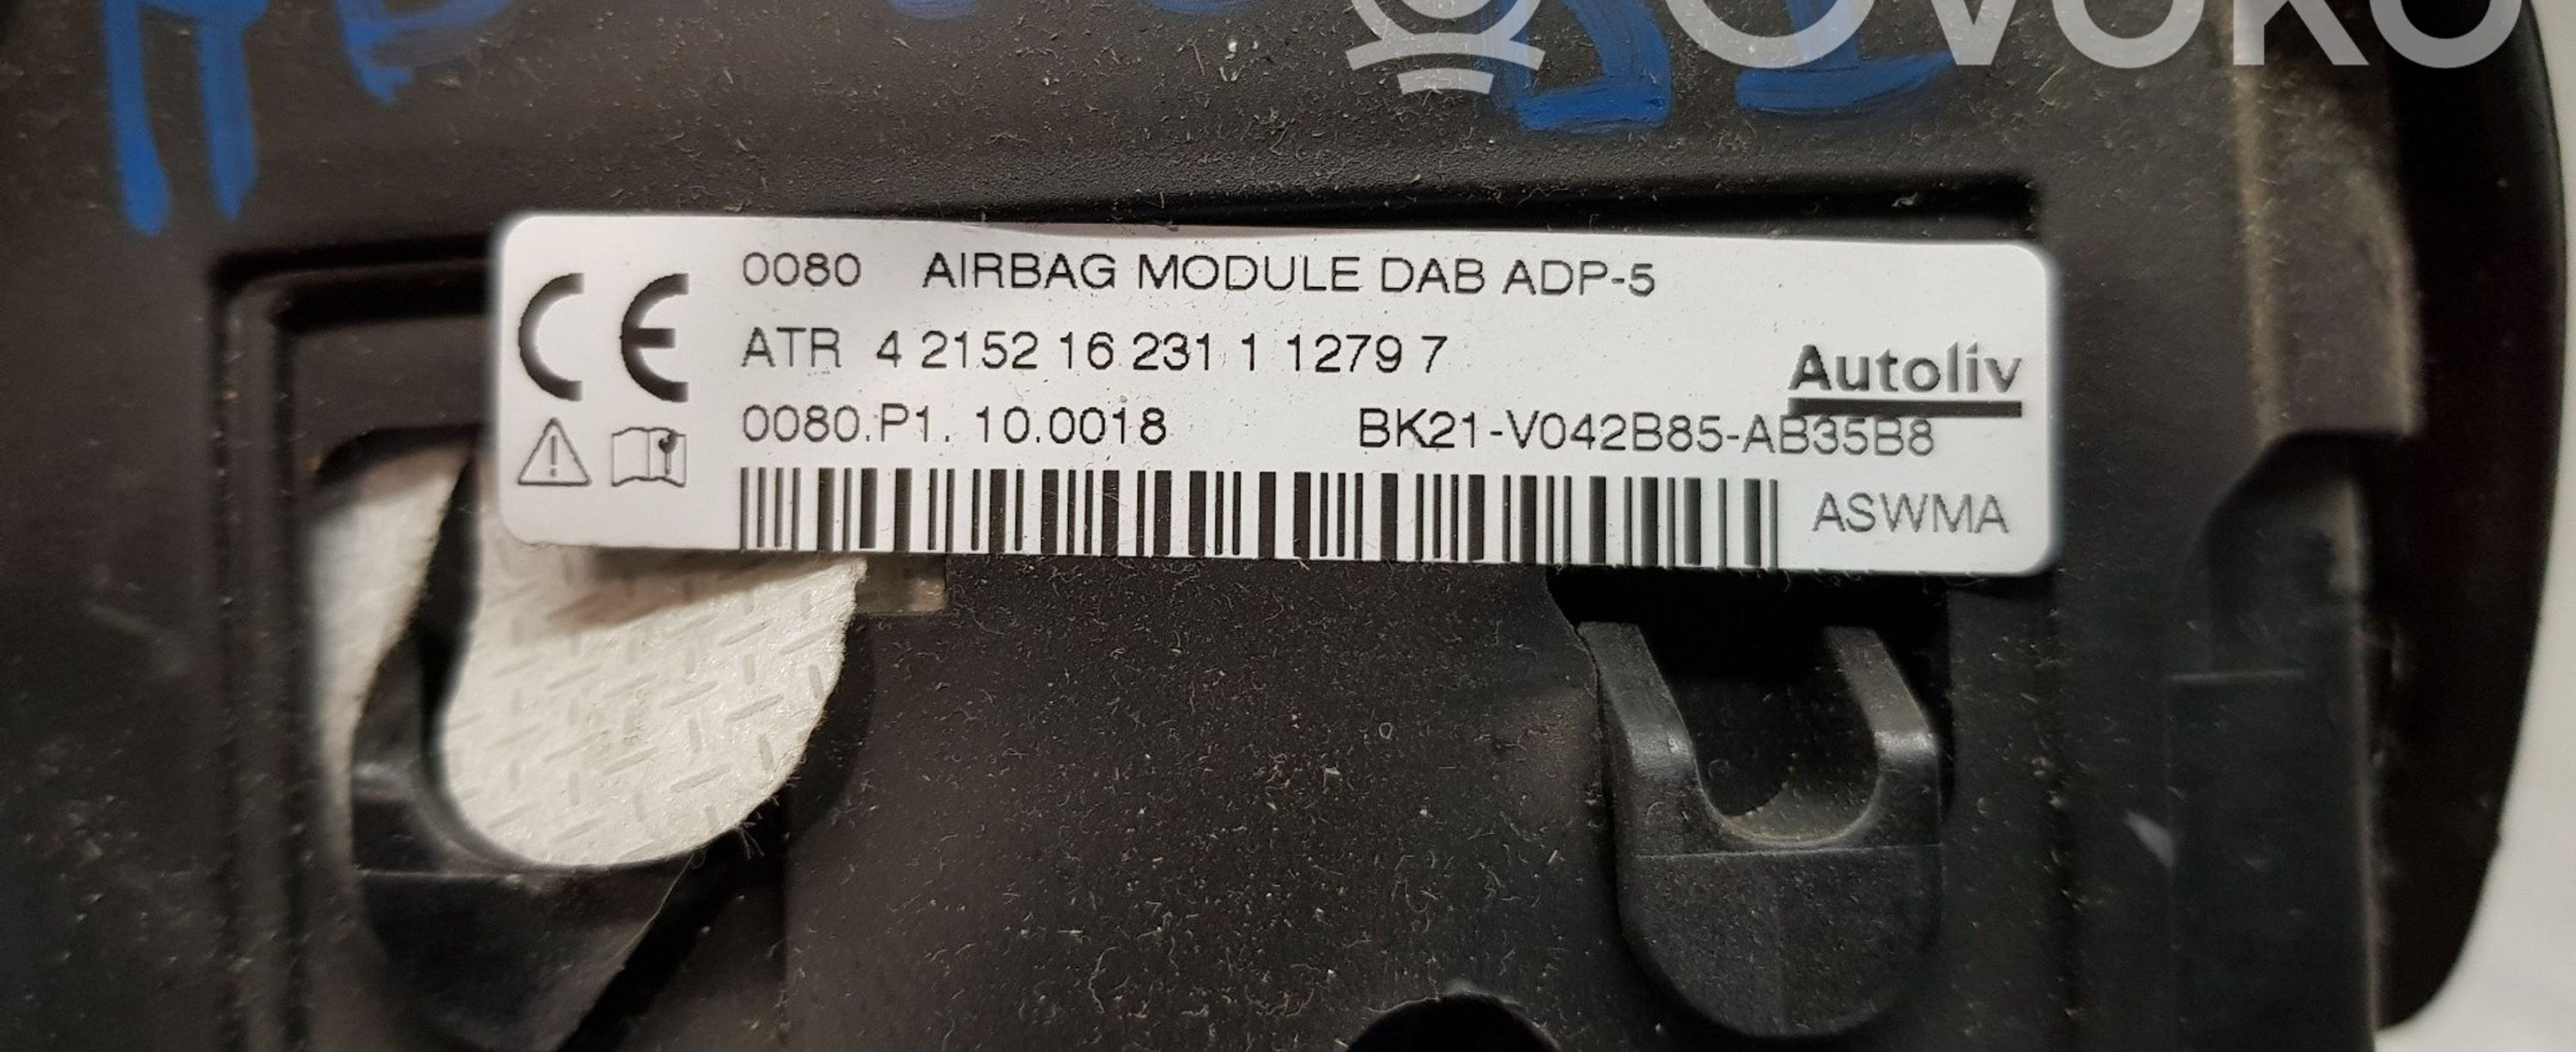 OVOKO
0080 AIRBAG MODULE DAB ADP-5
ATR 4 2152 16 231 1 1279 7
Autoliv
0080.P1. 10.0018 BK21-V042B85-AB35B8
ASWMA